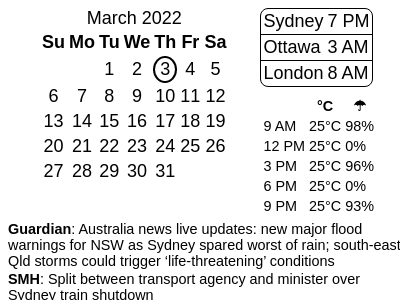 March 2022
Su Mo Tu We Th Fr Sa
1 2 3 4 5
6 7 8 9 10 11 12
13 14 15 16 17 18 19
20 21 22 23 24 25 26
27 28 29 30 31
Sydney 7 PM
Ottawa 3 AM
London 8 AM
°C ☂
9 AM 25°C 98%
12 PM 25°C 0%
3 PM 25°C 96%
6 PM 25°C 0%
9 PM 25°C 93%
Guardian: Australia news live updates: new major flood
warnings for NSW as Sydney spared worst of rain; south-east
Qld storms could trigger ‘life-threatening’ conditions
SMH: Split between transport agency and minister over
Sydney train shutdown